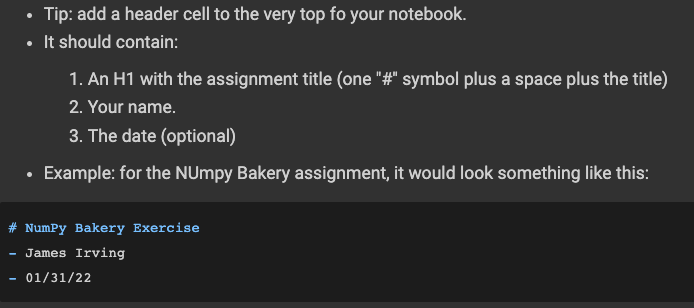 • Tip: add a header cell to the very top fo your notebook.
• It should contain:
1. An H1 with the assignment title (one "#" symbol plus a space plus the title)
2. Your name.
3. The date (optional)
• Example: for the NUmpy Bakery assignment, it would look something like this:
# NumPy Bakery Exercise
- James Irving
- 01/31/22